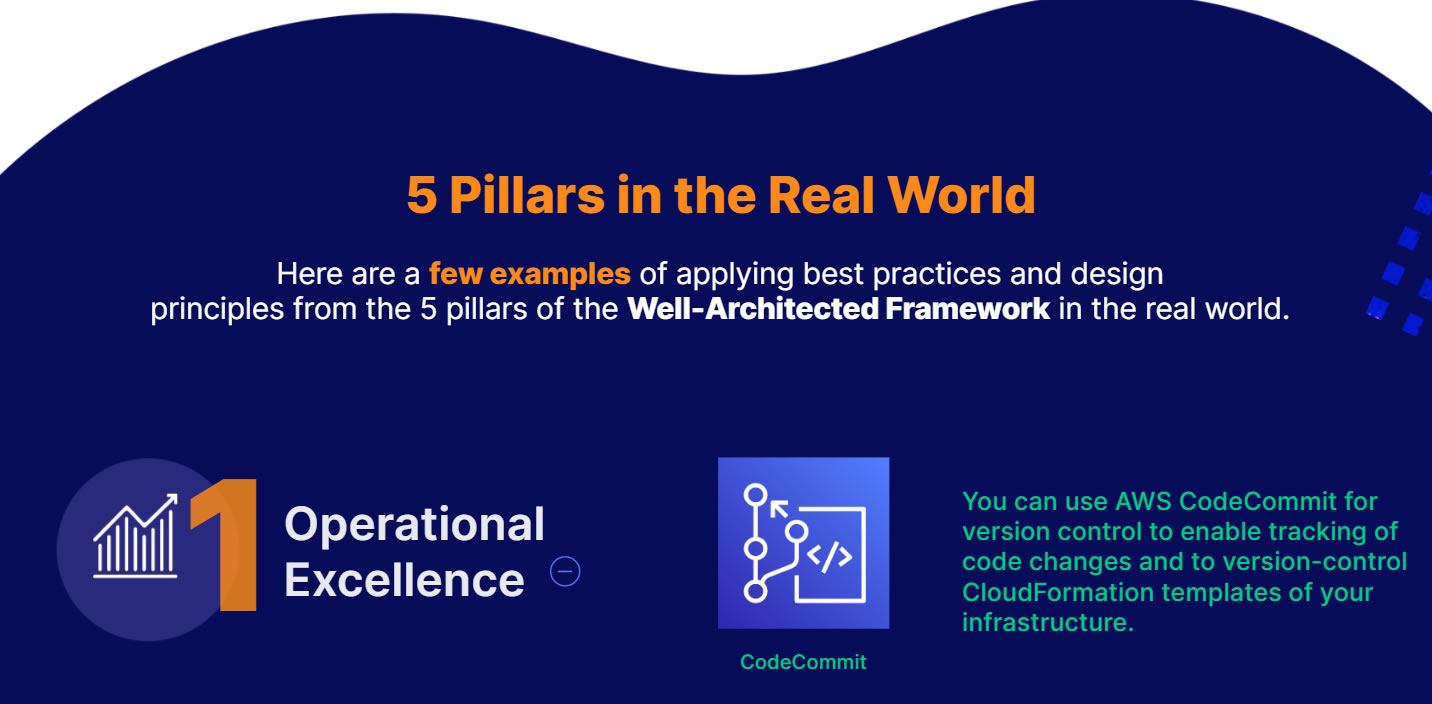 5 Pillars in the Real World
Here are a few examples of applying best practices and design
principles from the 5 pillars of the Well-Architected Framework in the real world.
1
Operational
Excellence
</>
CodeCommit
You can use AWS CodeCommit for
version control to enable tracking of
code changes and to version-control
CloudFormation templates of your
infrastructure.